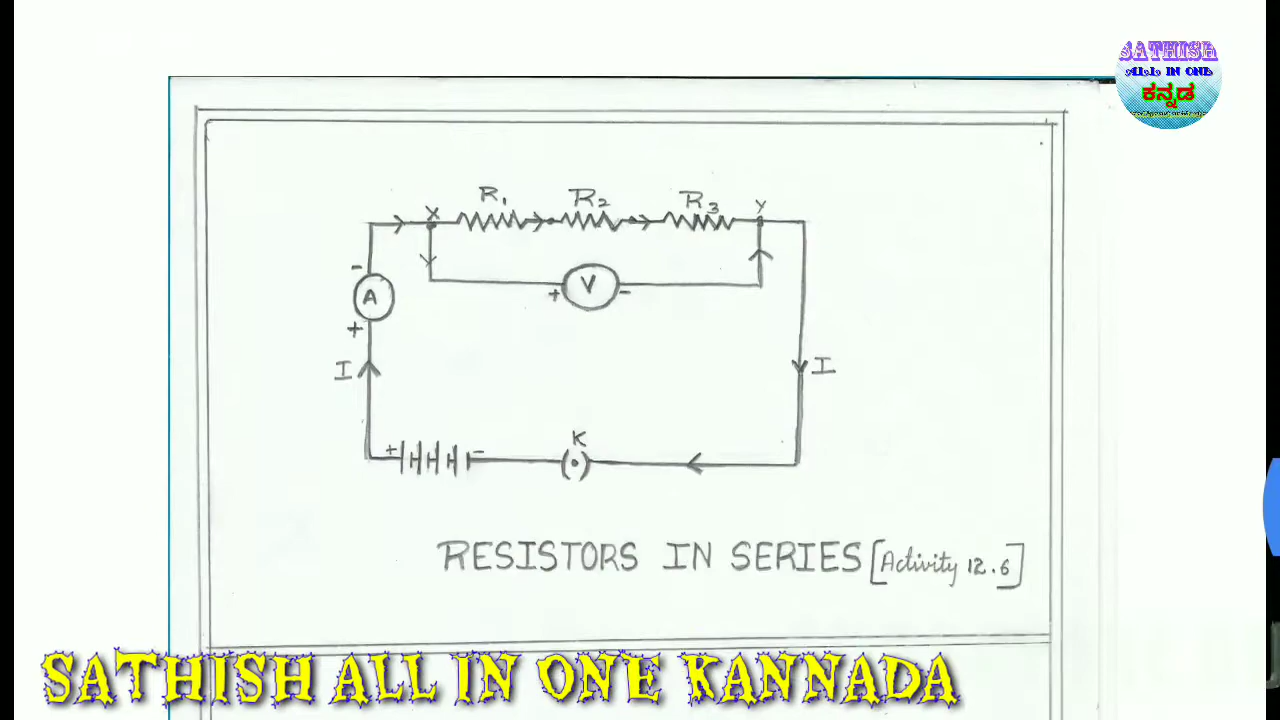 SATHISH
ALL IN ONE
ಕನ್ನಡ
R₁ R₂ R₃
X Y
-
A
+
+ V -
I I
+ - K
RESISTORS IN SERIES [Activity 12.6]
SATHISH ALL IN ONE KANNADA